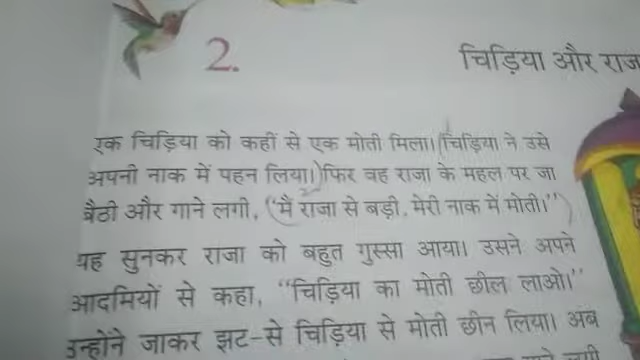 2.
चिड़िया और राज
एक चिड़िया को कहीं से एक मोती मिला। (चिड़िया ने उसे
अपनी नाक में पहन लिया।) फिर वह राजा के महल पर जा
बैठी और गाने लगी, (“मैं राजा से बड़ी, मेरी नाक में मोती।”)
यह सुनकर राजा को बहुत गुस्सा आया। उसने अपने
आदमियों से कहा, “चिड़िया का मोती छील लाओ।”
उन्होंने जाकर झट-से चिड़िया से मोती छीन लिया। अब